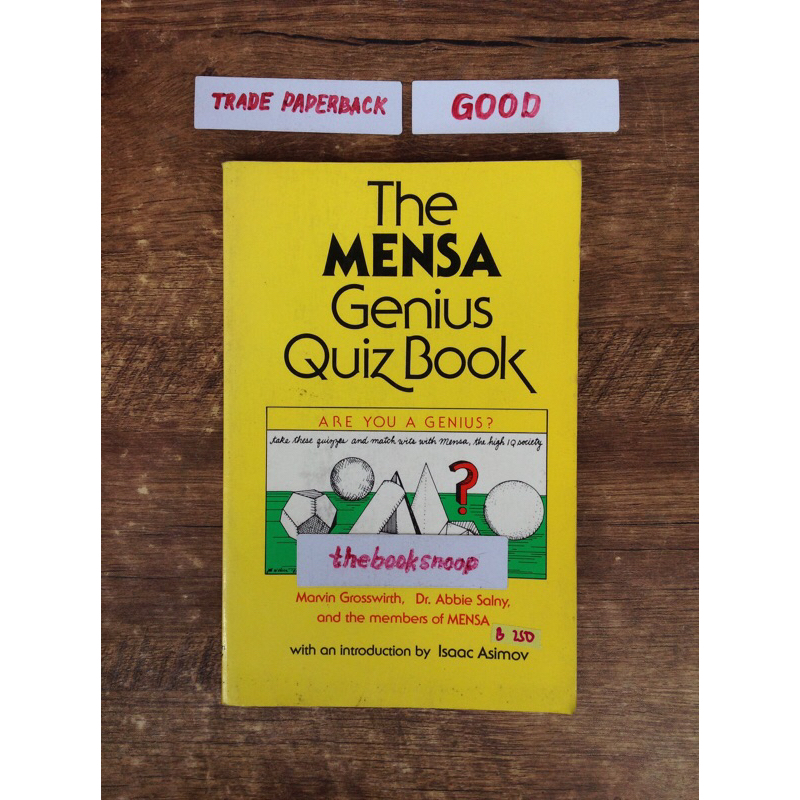 TRADE PAPERBACK
GOOD
The
MENSA
Genius
Quiz Book
ARE YOU A GENIUS?
take these quizzes and match wits with Mensa, the high IQ society
?
thebooksnoop
Marvin Grosswirth, Dr. Abbie Salny,
and the members of MENSA
B 250
with an introduction by Isaac Asimov